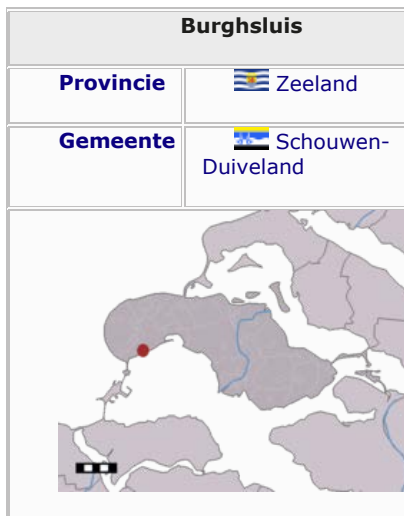 Burghsluis
Provincie
Zeeland
Gemeente
Schouwen-
Duiveland